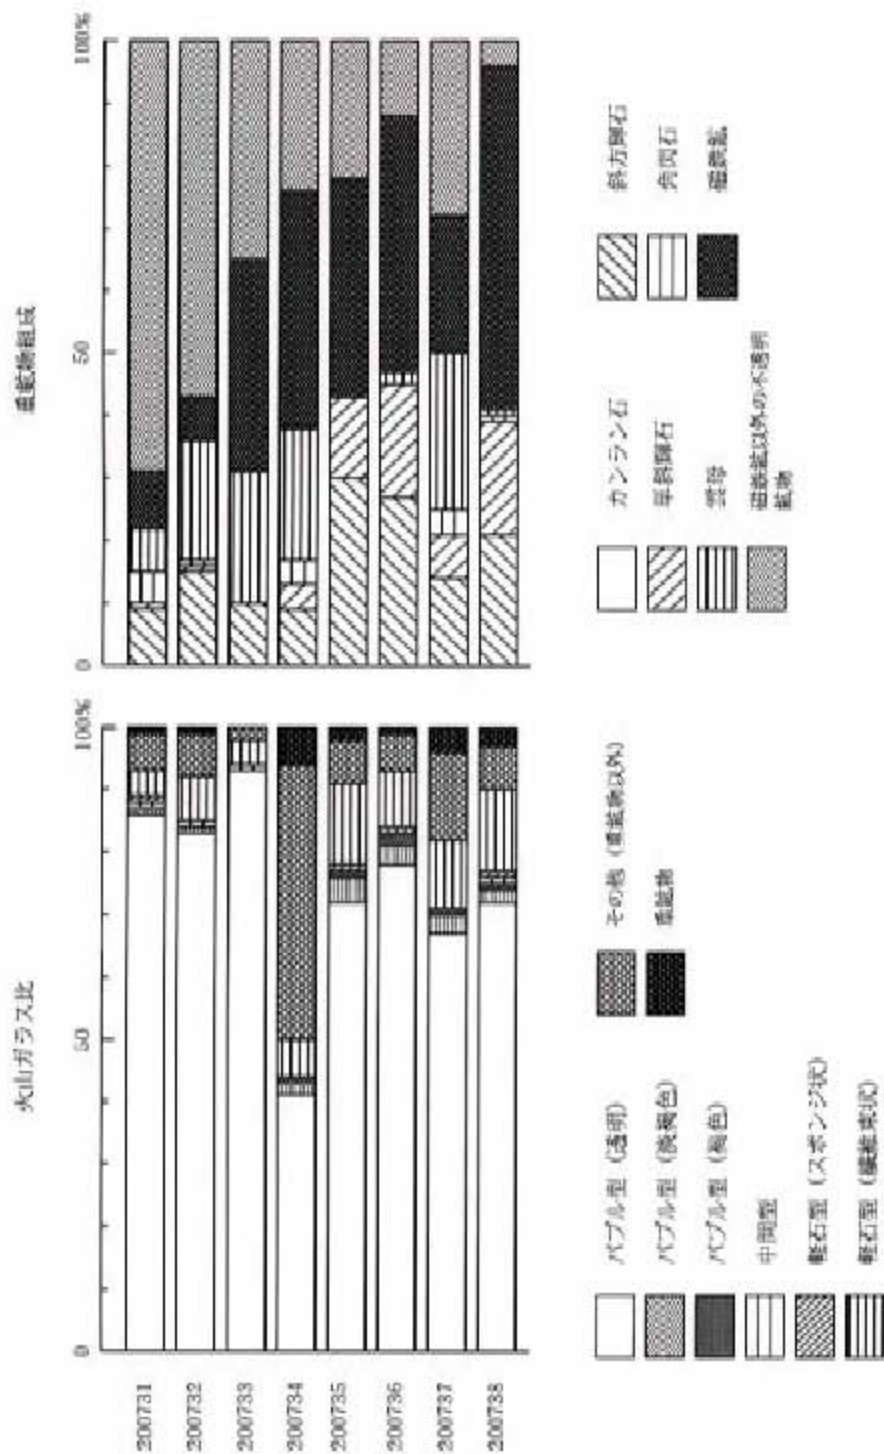 重鉱物組成
0
50
100%
カンラン石
斜方輝石
単斜輝石
角閃石
雲母
磁鉄鉱
磁鉄鉱以外の不透明
鉱物
火山ガラス比
0
50
100%
200731
200732
200733
200734
200735
200736
200737
200738
バブル型（透明）
その他（重鉱物以外）
バブル型（淡褐色）
重鉱物
バブル型（褐色）
中間型
軽石型（スポンジ状）
軽石型（繊維束状）